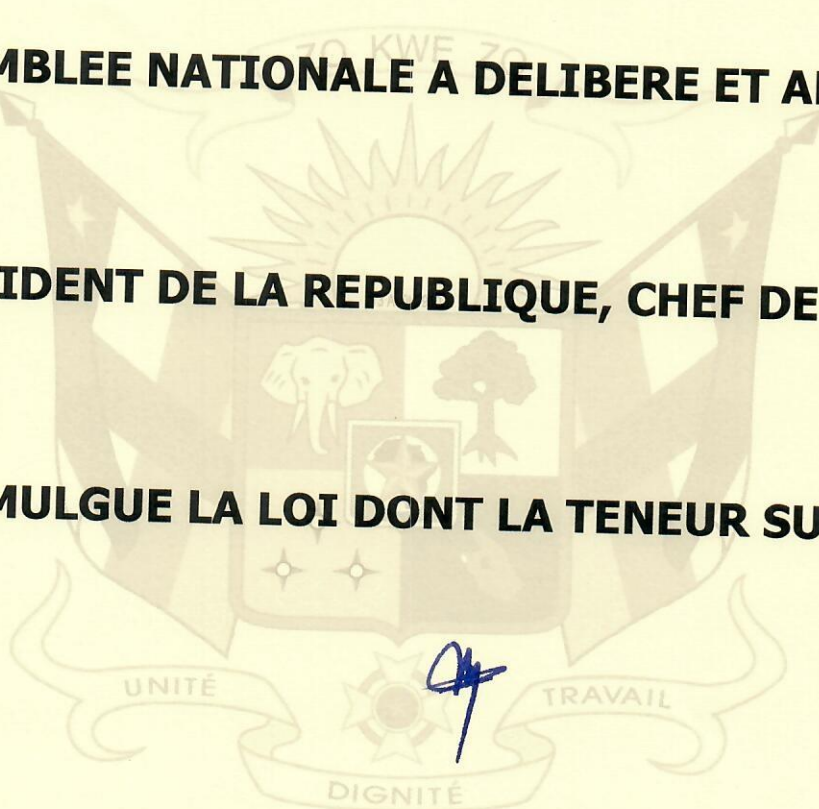 ZO KWE ZO
MBLEE NATIONALE A DELIBERE ET A
IDENT DE LA REPUBLIQUE, CHEF DE
MULGUE LA LOI DONT LA TENEUR SU
UNITÉ
TRAVAIL
DIGNITÉ